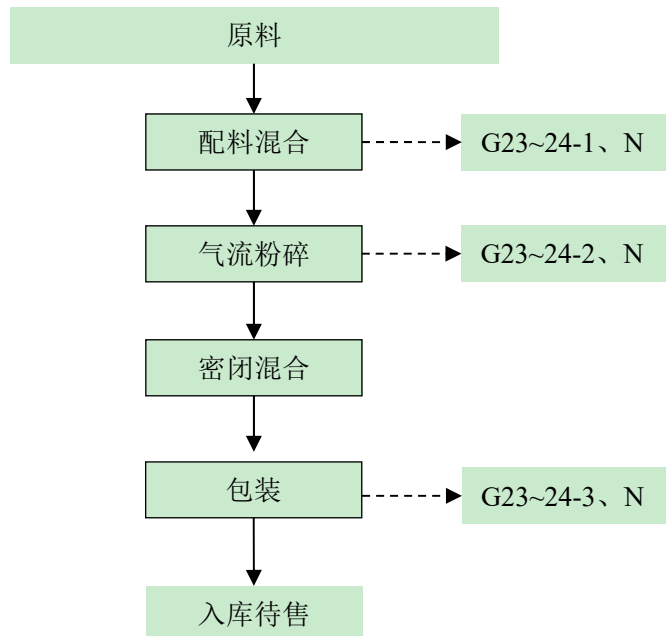 原料
配料混合
G23~24-1、N
气流粉碎
G23~24-2、N
密闭混合
包装
G23~24-3、N
入库待售